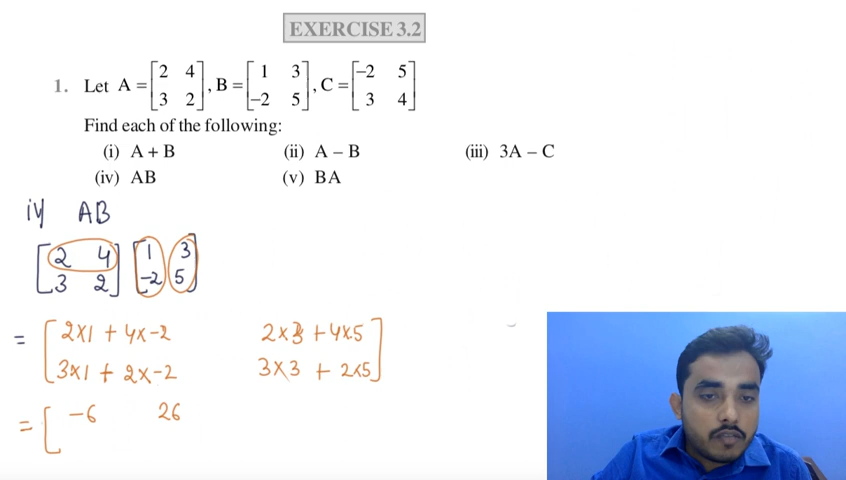 EXERCISE 3.2
1. Let A = [2 4 3 2], B = [1 3 −2 5], C = [−2 5 3 4]
Find each of the following:
(i) A + B (ii) A – B (iii) 3A – C
(iv) AB (v) BA
iv) AB
[2 4] [1 3]
[3 2] [-2 5]
= [2×1 + 4×-2 2×3 + 4×5]
[3×1 + 2×-2 3×3 + 2×5]
= [ -6 26